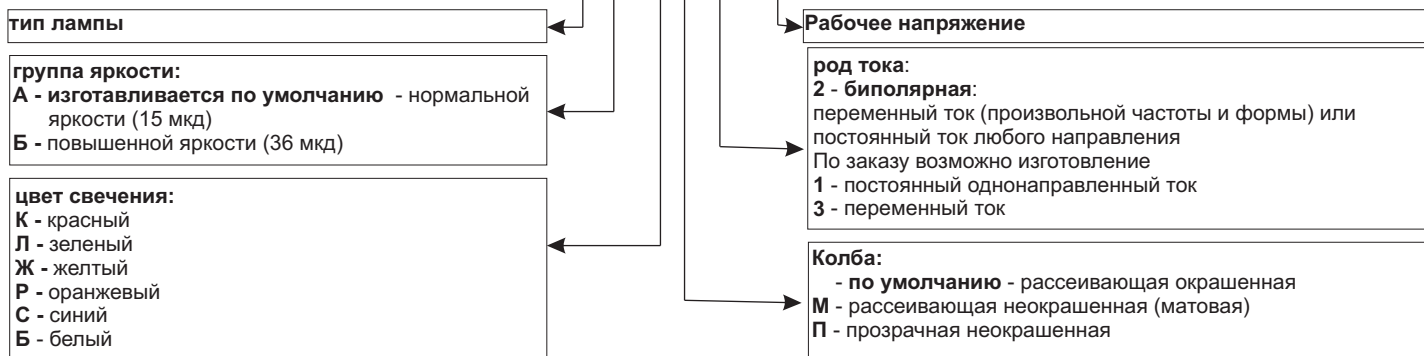 тип лампы
группа яркости:
А - изготавливается по умолчанию - нормальной
яркости (15 мкд)
Б - повышенной яркости (36 мкд)
цвет свечения:
К - красный
Л - зеленый
Ж - желтый
Р - оранжевый
С - синий
Б - белый
Рабочее напряжение
род тока:
2 - биполярная:
переменный ток (произвольной частоты и формы) или
постоянный ток любого направления
По заказу возможно изготовление
1 - постоянный однонаправленный ток
3 - переменный ток
Колба:
- по умолчанию - рассеивающая окрашенная
М - рассеивающая неокрашенная (матовая)
П - прозрачная неокрашенная